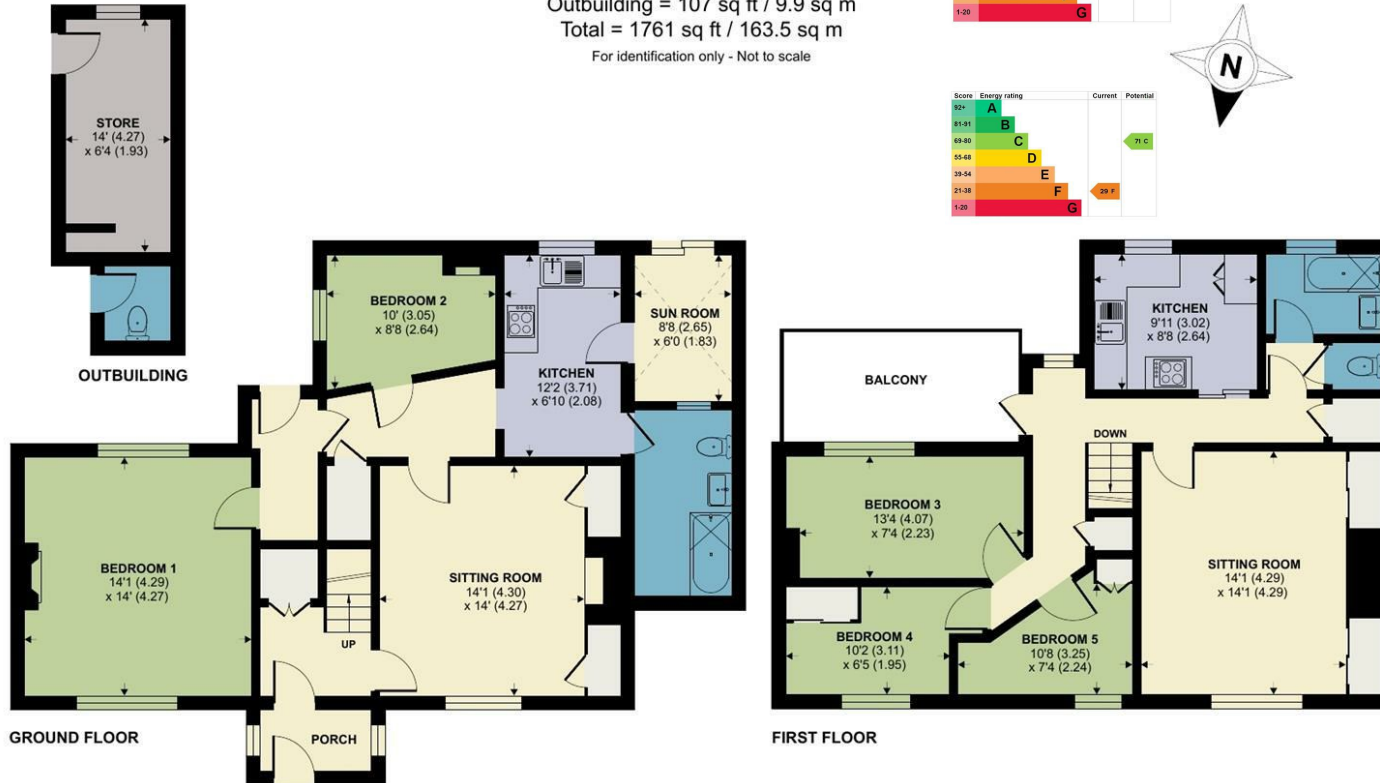 Outbuilding = 107 sq ft / 9.9 sq m
Total = 1761 sq ft / 163.5 sq m
For identification only - Not to scale
1-20 G
N
Score Energy rating Current Potential
92+ A
81-91 B
69-80 C 71 C
55-68 D
39-54 E
21-38 F 29 F
1-20 G
STORE
14' (4.27)
x 6'4 (1.93)
OUTBUILDING
BEDROOM 2
10' (3.05)
x 8'8 (2.64)
KITCHEN
12'2 (3.71)
x 6'10 (2.08)
SUN ROOM
8'8 (2.65)
x 6'0 (1.83)
BEDROOM 1
14'1 (4.29)
x 14' (4.27)
SITTING ROOM
14'1 (4.30)
x 14' (4.27)
UP
PORCH
GROUND FLOOR
KITCHEN
9'11 (3.02)
x 8'8 (2.64)
BALCONY
DOWN
BEDROOM 3
13'4 (4.07)
x 7'4 (2.23)
SITTING ROOM
14'1 (4.29)
x 14'1 (4.29)
BEDROOM 4
10'2 (3.11)
x 6'5 (1.95)
BEDROOM 5
10'8 (3.25)
x 7'4 (2.24)
FIRST FLOOR